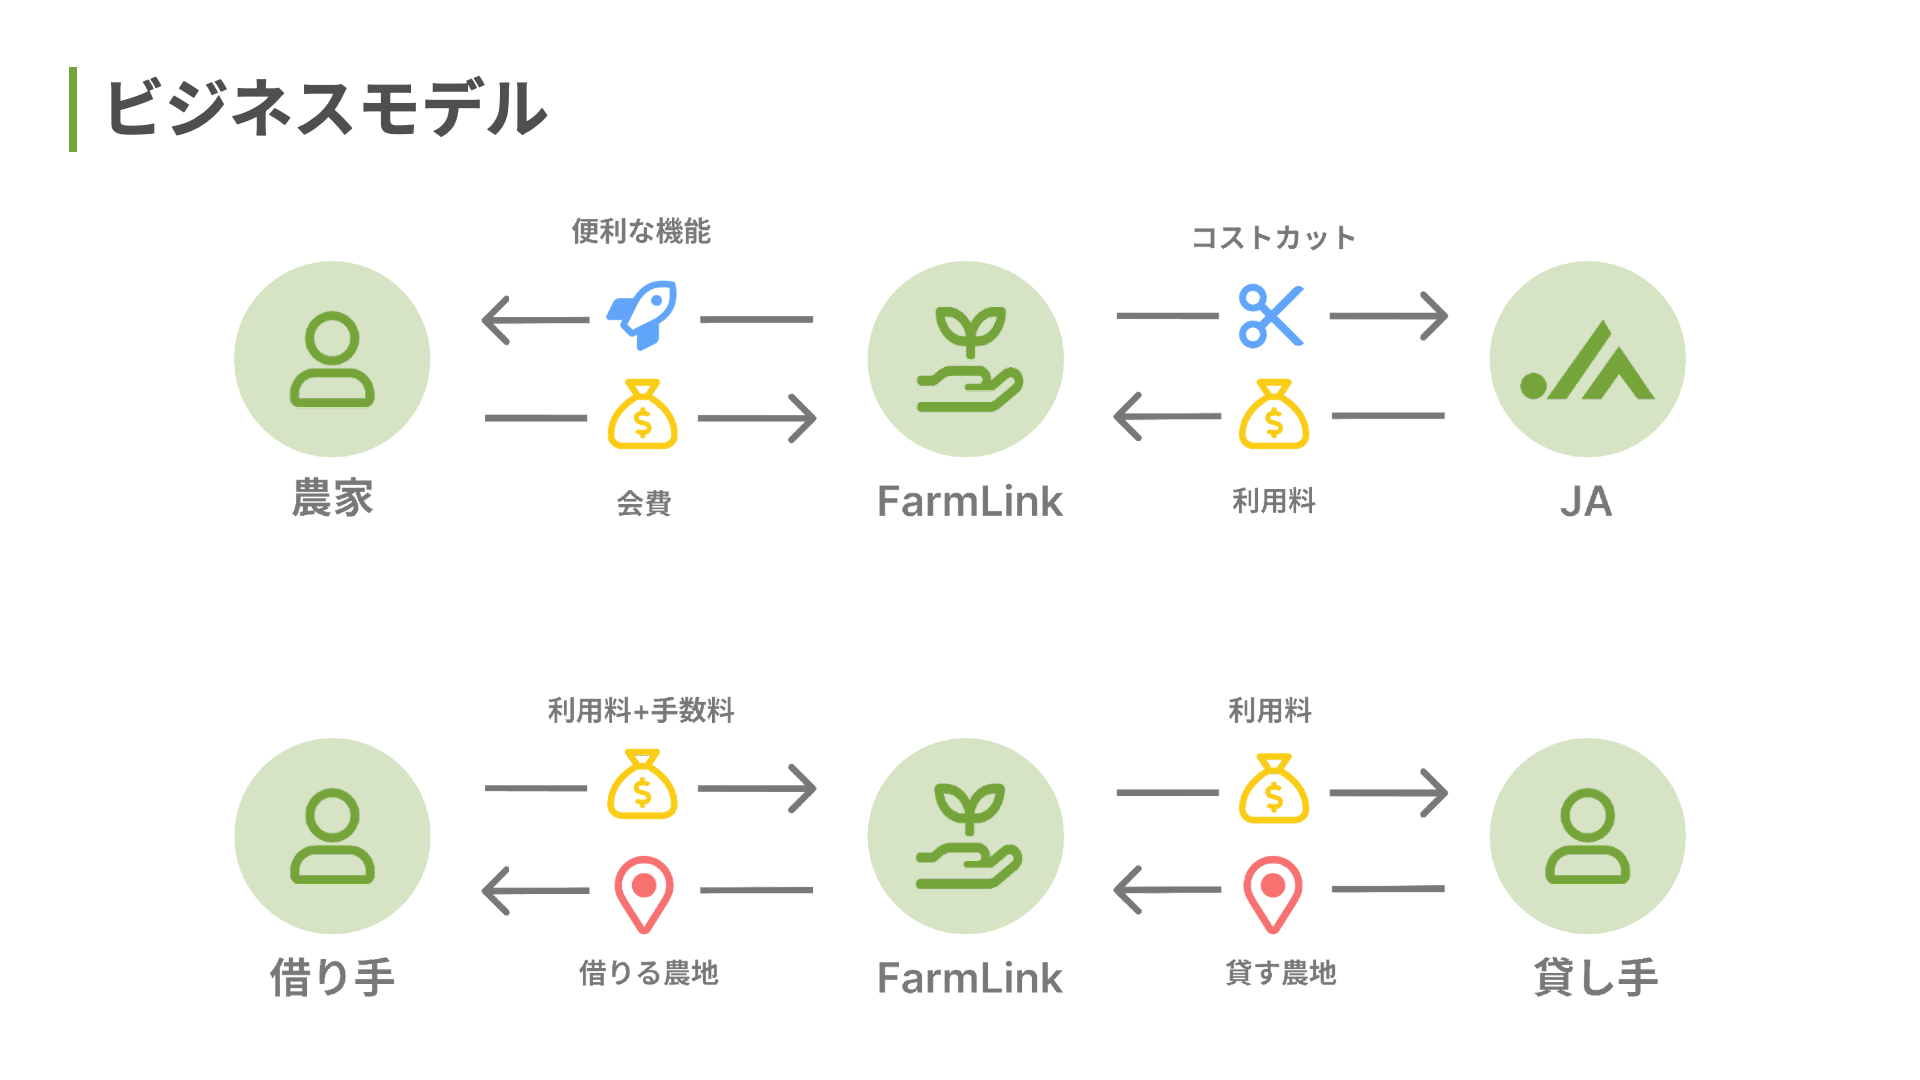 ビジネスモデル
便利な機能
コストカット
農家
会費
FarmLink
利用料
JA
利用料+手数料
利用料
借り手
借りる農地
FarmLink
貸す農地
貸し手